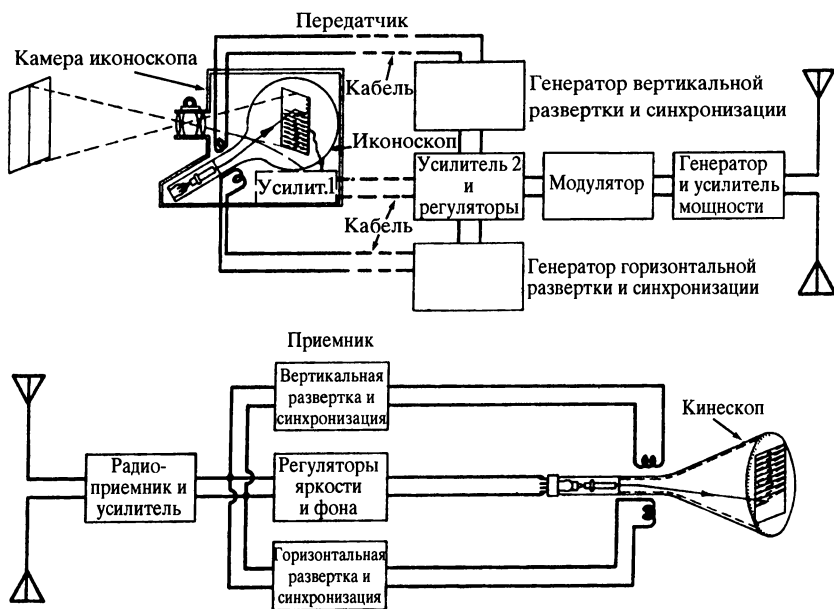 Передатчик
Камера иконоскопа
Кабель
Генератор вертикальной
развертки и синхронизации
Иконоскоп
Усилит.1
Усилитель 2
и
регуляторы
Модулятор
Генератор
и усилитель
мощности
Кабель
Генератор горизонтальной
развертки и синхронизации
Приемник
Вертикальная
развертка и
синхронизация
Кинескоп
Радио-
приемник и
усилитель
Регуляторы
яркости
и фона
Горизонтальная
развертка и
синхронизация